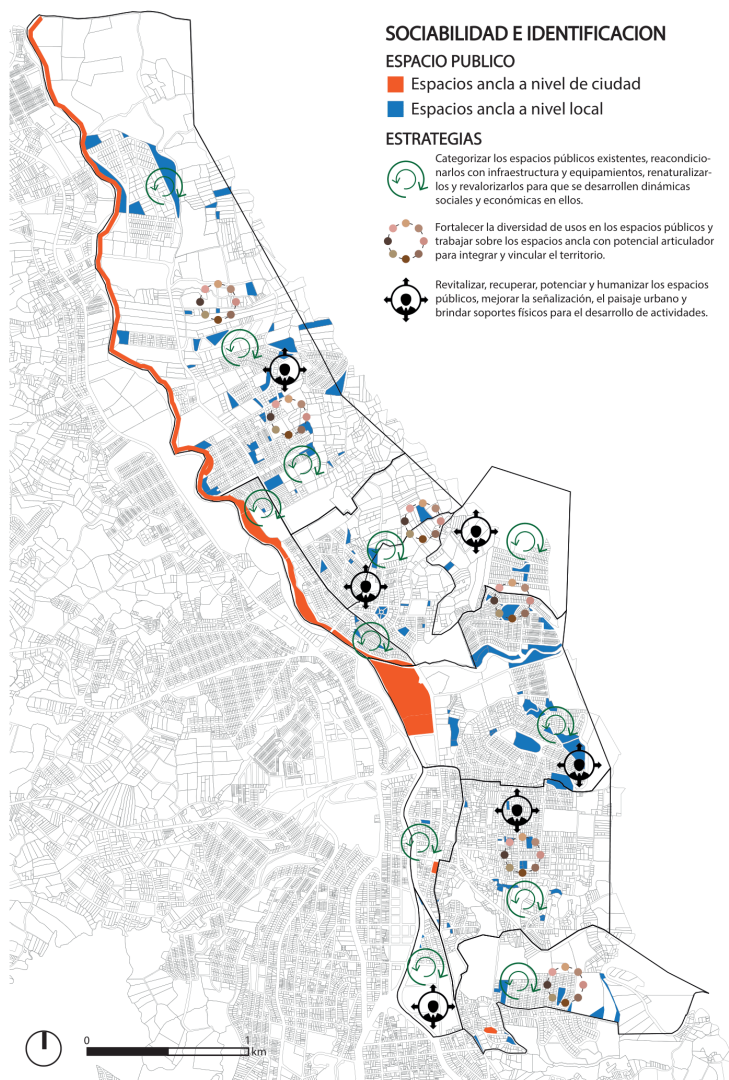 SOCIABILIDAD E IDENTIFICACION
ESPACIO PUBLICO
Espacios ancla a nivel de ciudad
Espacios ancla a nivel local
ESTRATEGIAS
Categorizar los espacios públicos existentes, reacondicio-
narlos con infraestructura y equipamientos, renaturalizar-
los y revalorizarlos para que se desarrollen dinámicas
sociales y económicas en ellos.
Fortalecer la diversidad de usos en los espacios públicos y
trabajar sobre los espacios ancla con potencial articulador
para integrar y vincular el territorio.
Revitalizar, recuperar, potenciar y humanizar los espacios
públicos, mejorar la señalización, el paisaje urbano y
brindar soportes físicos para el desarrollo de actividades.
0 1
km